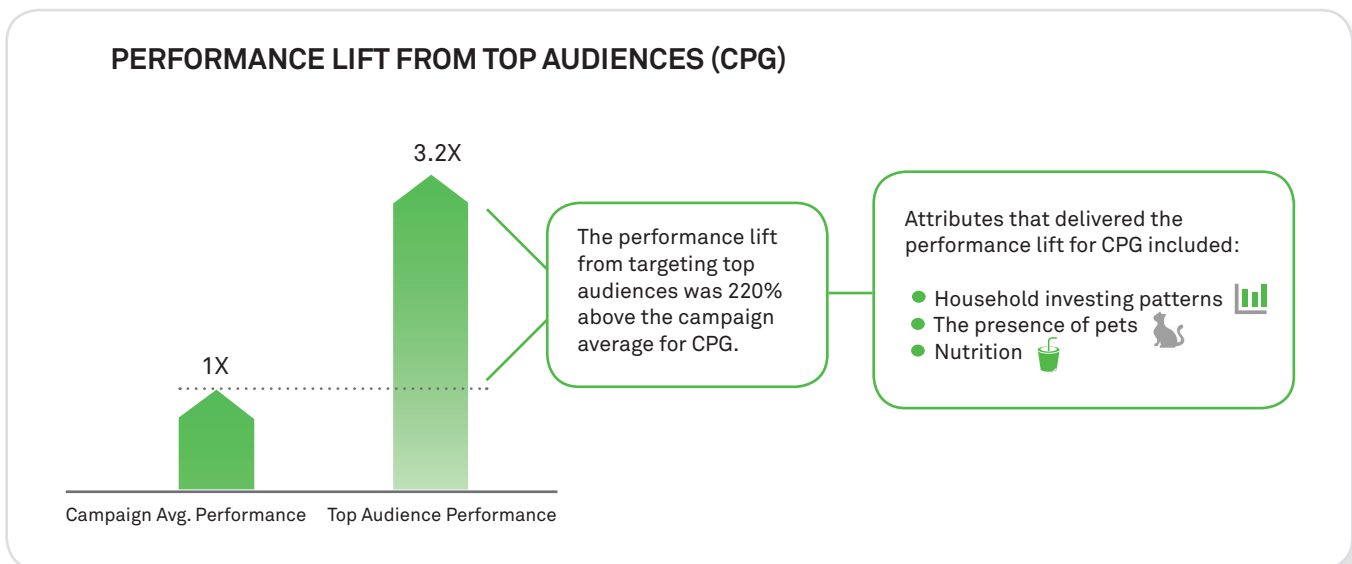 PERFORMANCE LIFT FROM TOP AUDIENCES (CPG)
3.2X
1X
Campaign Avg. Performance
Top Audience Performance
The performance lift
from targeting top
audiences was 220%
above the campaign
average for CPG.
Attributes that delivered the
performance lift for CPG included:
● Household investing patterns
● The presence of pets
● Nutrition